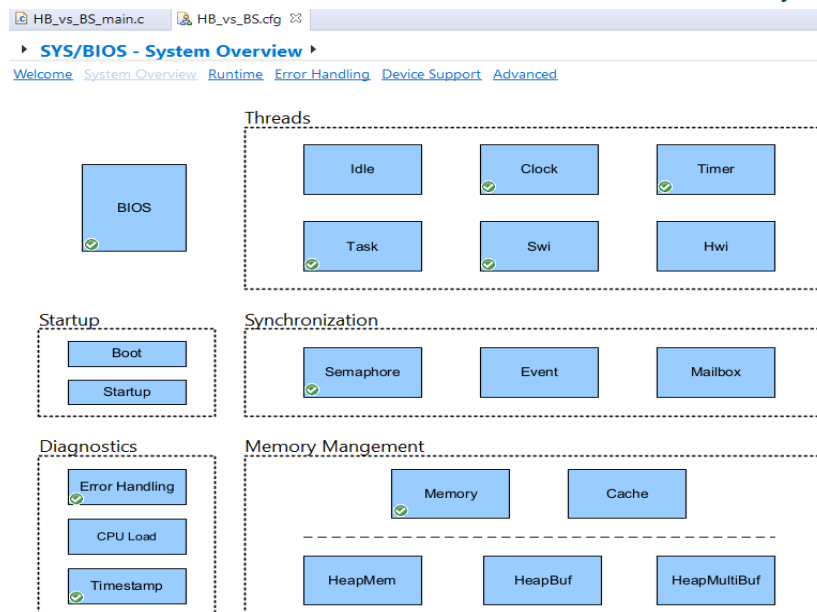 HB_vs_BS_main.c HB_vs_BS.cfg
SYS/BIOS - System Overview
Welcome System Overview Runtime Error Handling Device Support Advanced
Threads
BIOS
Idle Clock Timer
Task Swi Hwi
Startup
Boot
Startup
Synchronization
Semaphore Event Mailbox
Diagnostics
Error Handling
CPU Load
Timestamp
Memory Mangement
Memory Cache
HeapMem HeapBuf HeapMultiBuf